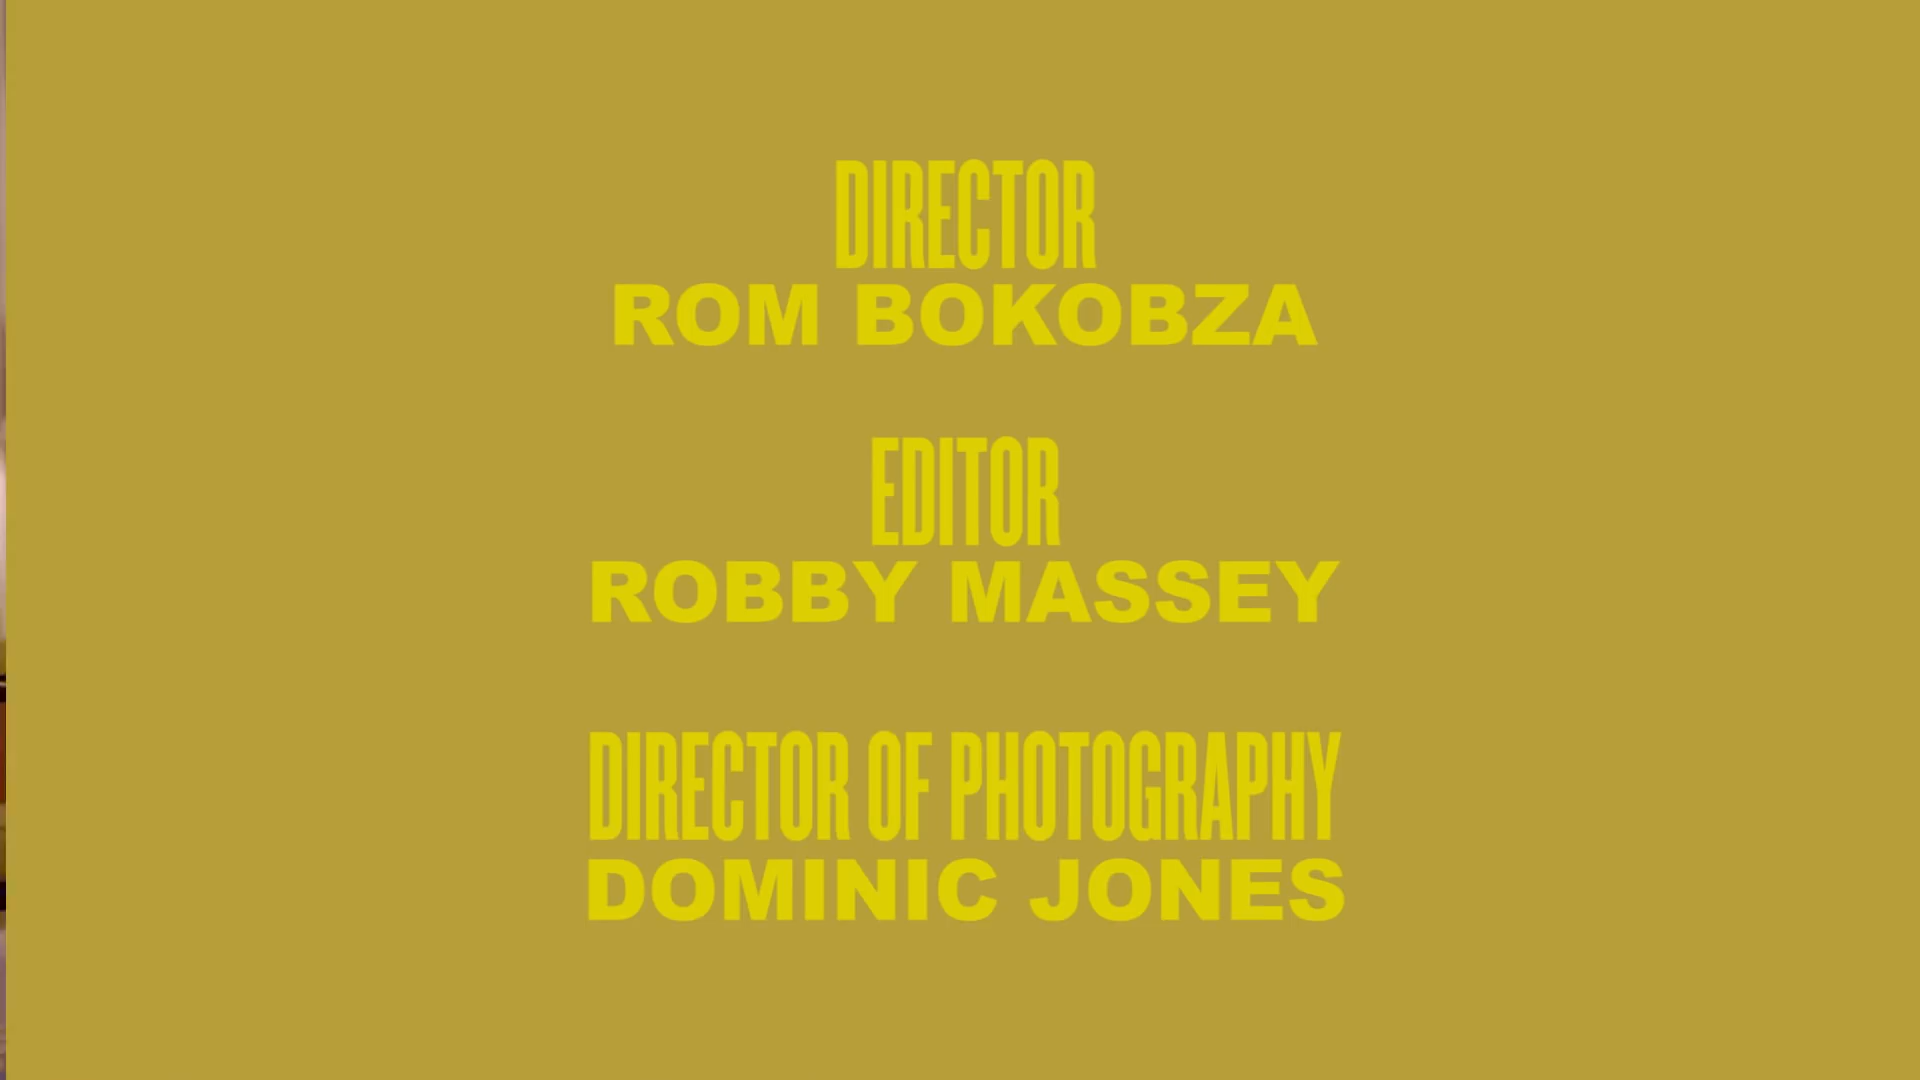 DIRECTOR
ROM BOKOBZA
EDITOR
ROBBY MASSEY
DIRECTOR OF PHOTOGRAPHY
DOMINIC JONES